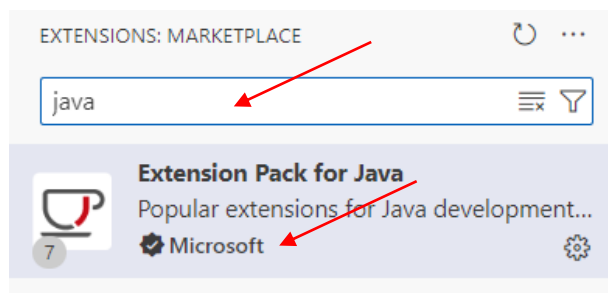 EXTENSIONS: MARKETPLACE
java
Extension Pack for Java
Popular extensions for Java development...
7
Microsoft